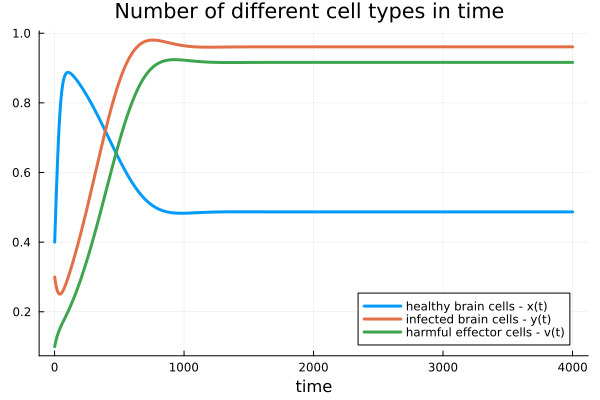 Number of different cell types in time
1.0
0.8
0.6
0.4
0.2
healthy brain cells - x(t)
infected brain cells - y(t)
harmful effector cells - v(t)
0 1000 2000 3000 4000
time